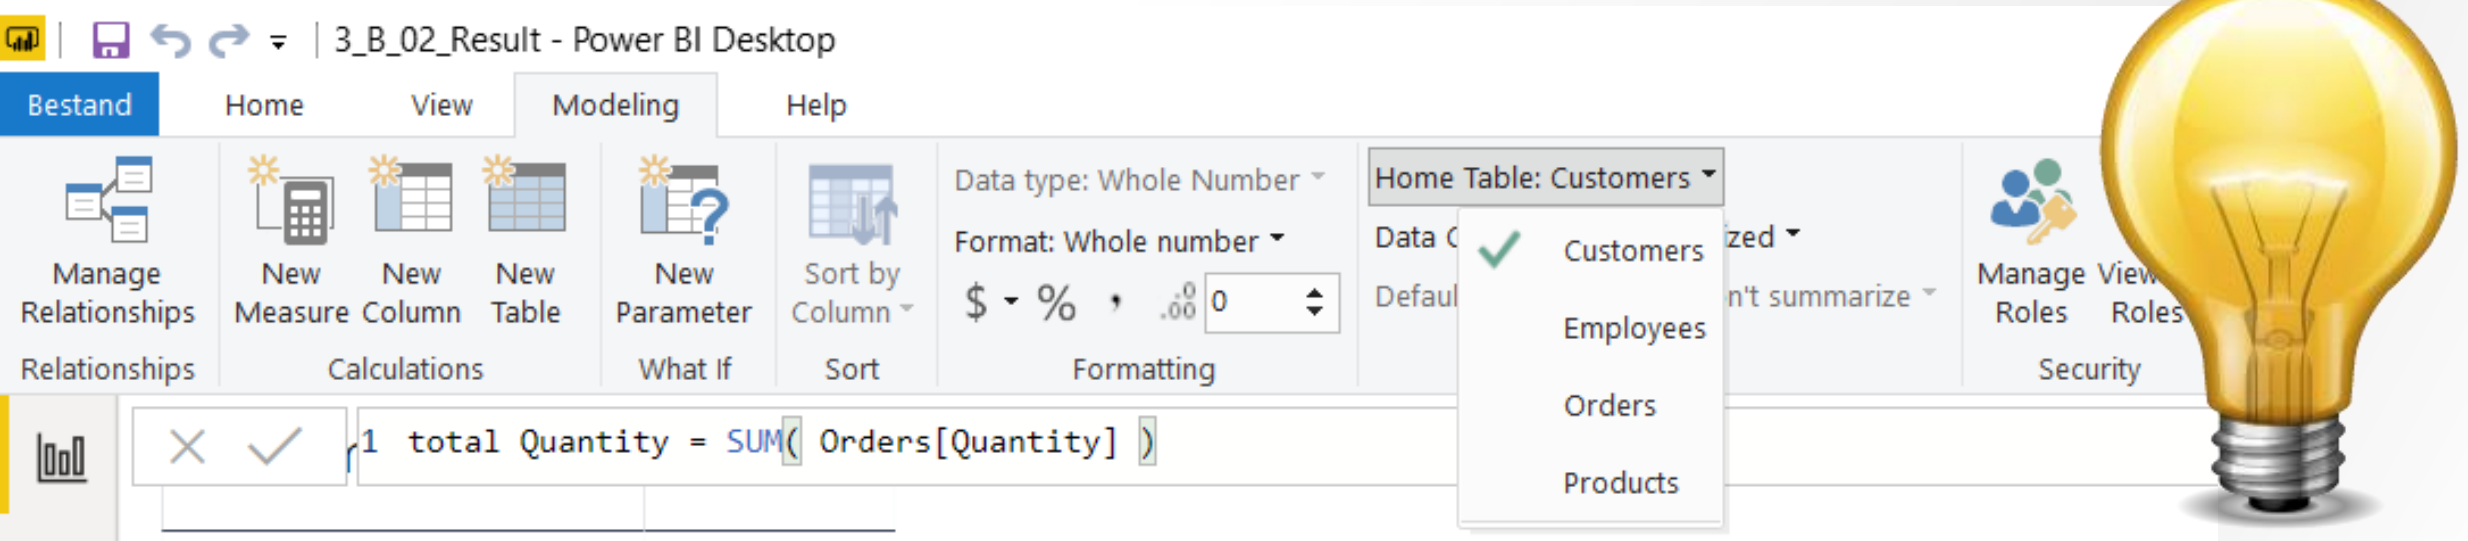 3_B_02_Result - Power BI Desktop
Bestand Home View Modeling Help
Data type: Whole Number
Home Table: Customers
Format: Whole number
Data zed
Customers
Manage Relationships
New Measure
New Column
New Table
New Parameter
Sort by Column
$ % , .00 0
n't summarize
Employees
Manage Roles
View Roles
Relationships Calculations What If Sort Formatting Security
Orders
1 total Quantity = SUM( Orders[Quantity] )
Products